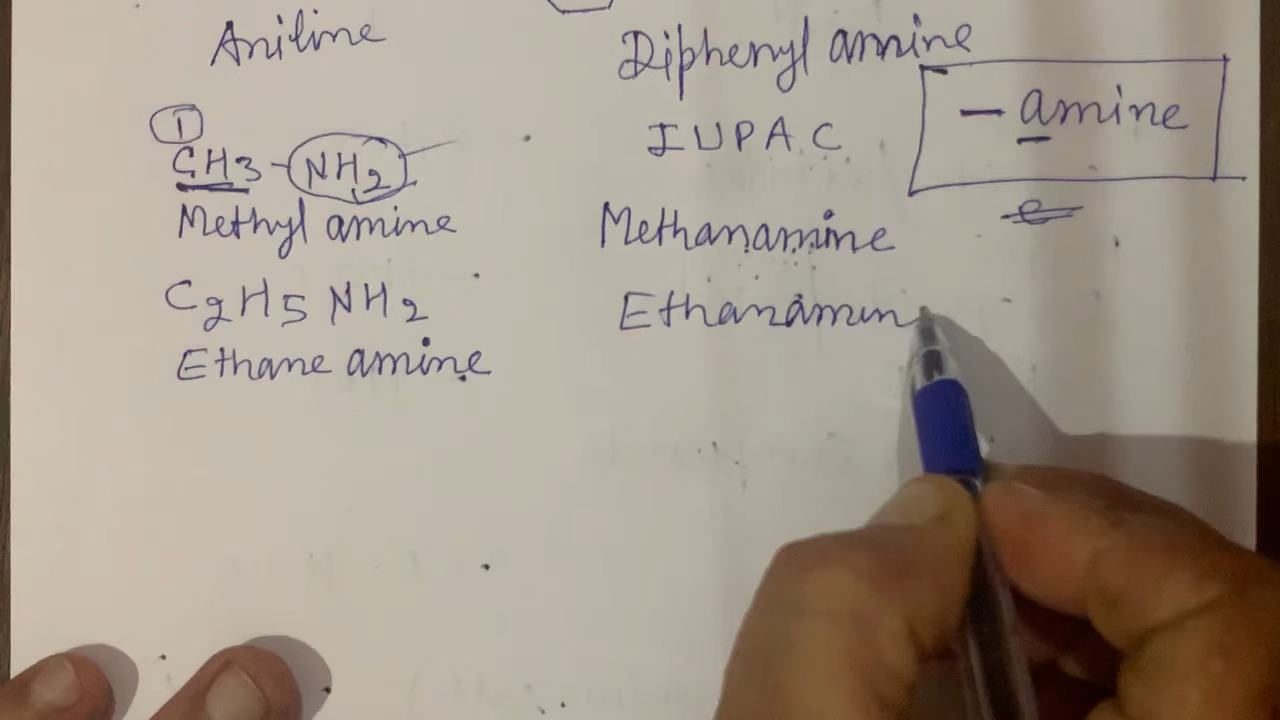 Aniline
Diphenyl amine
- amine
e
IUPAC
1
CH3-NH2
Methyl amine
Methanamine
C2H5NH2
Ethanamin
Ethane amine